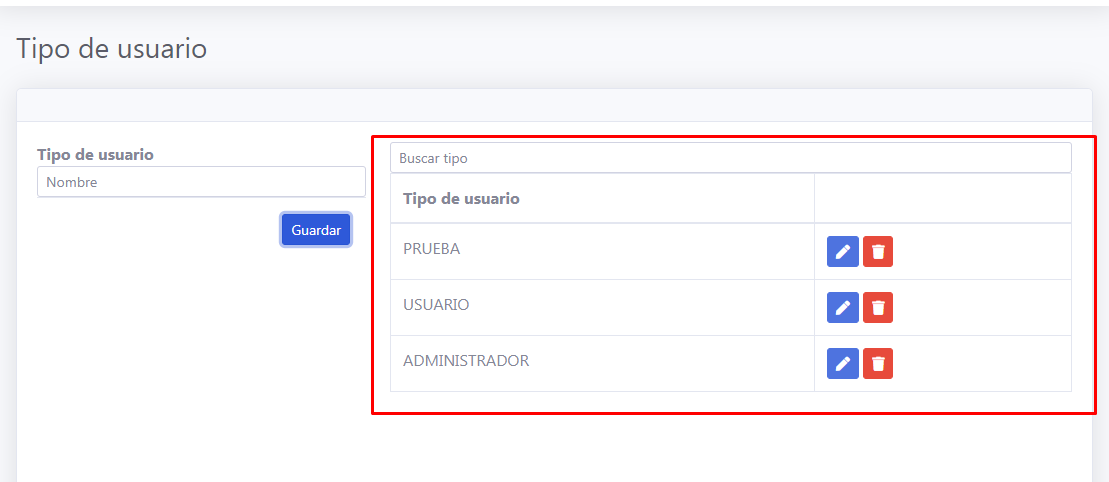 Tipo de usuario
Tipo de usuario
Nombre
Guardar
Buscar tipo
Tipo de usuario
PRUEBA
USUARIO
ADMINISTRADOR